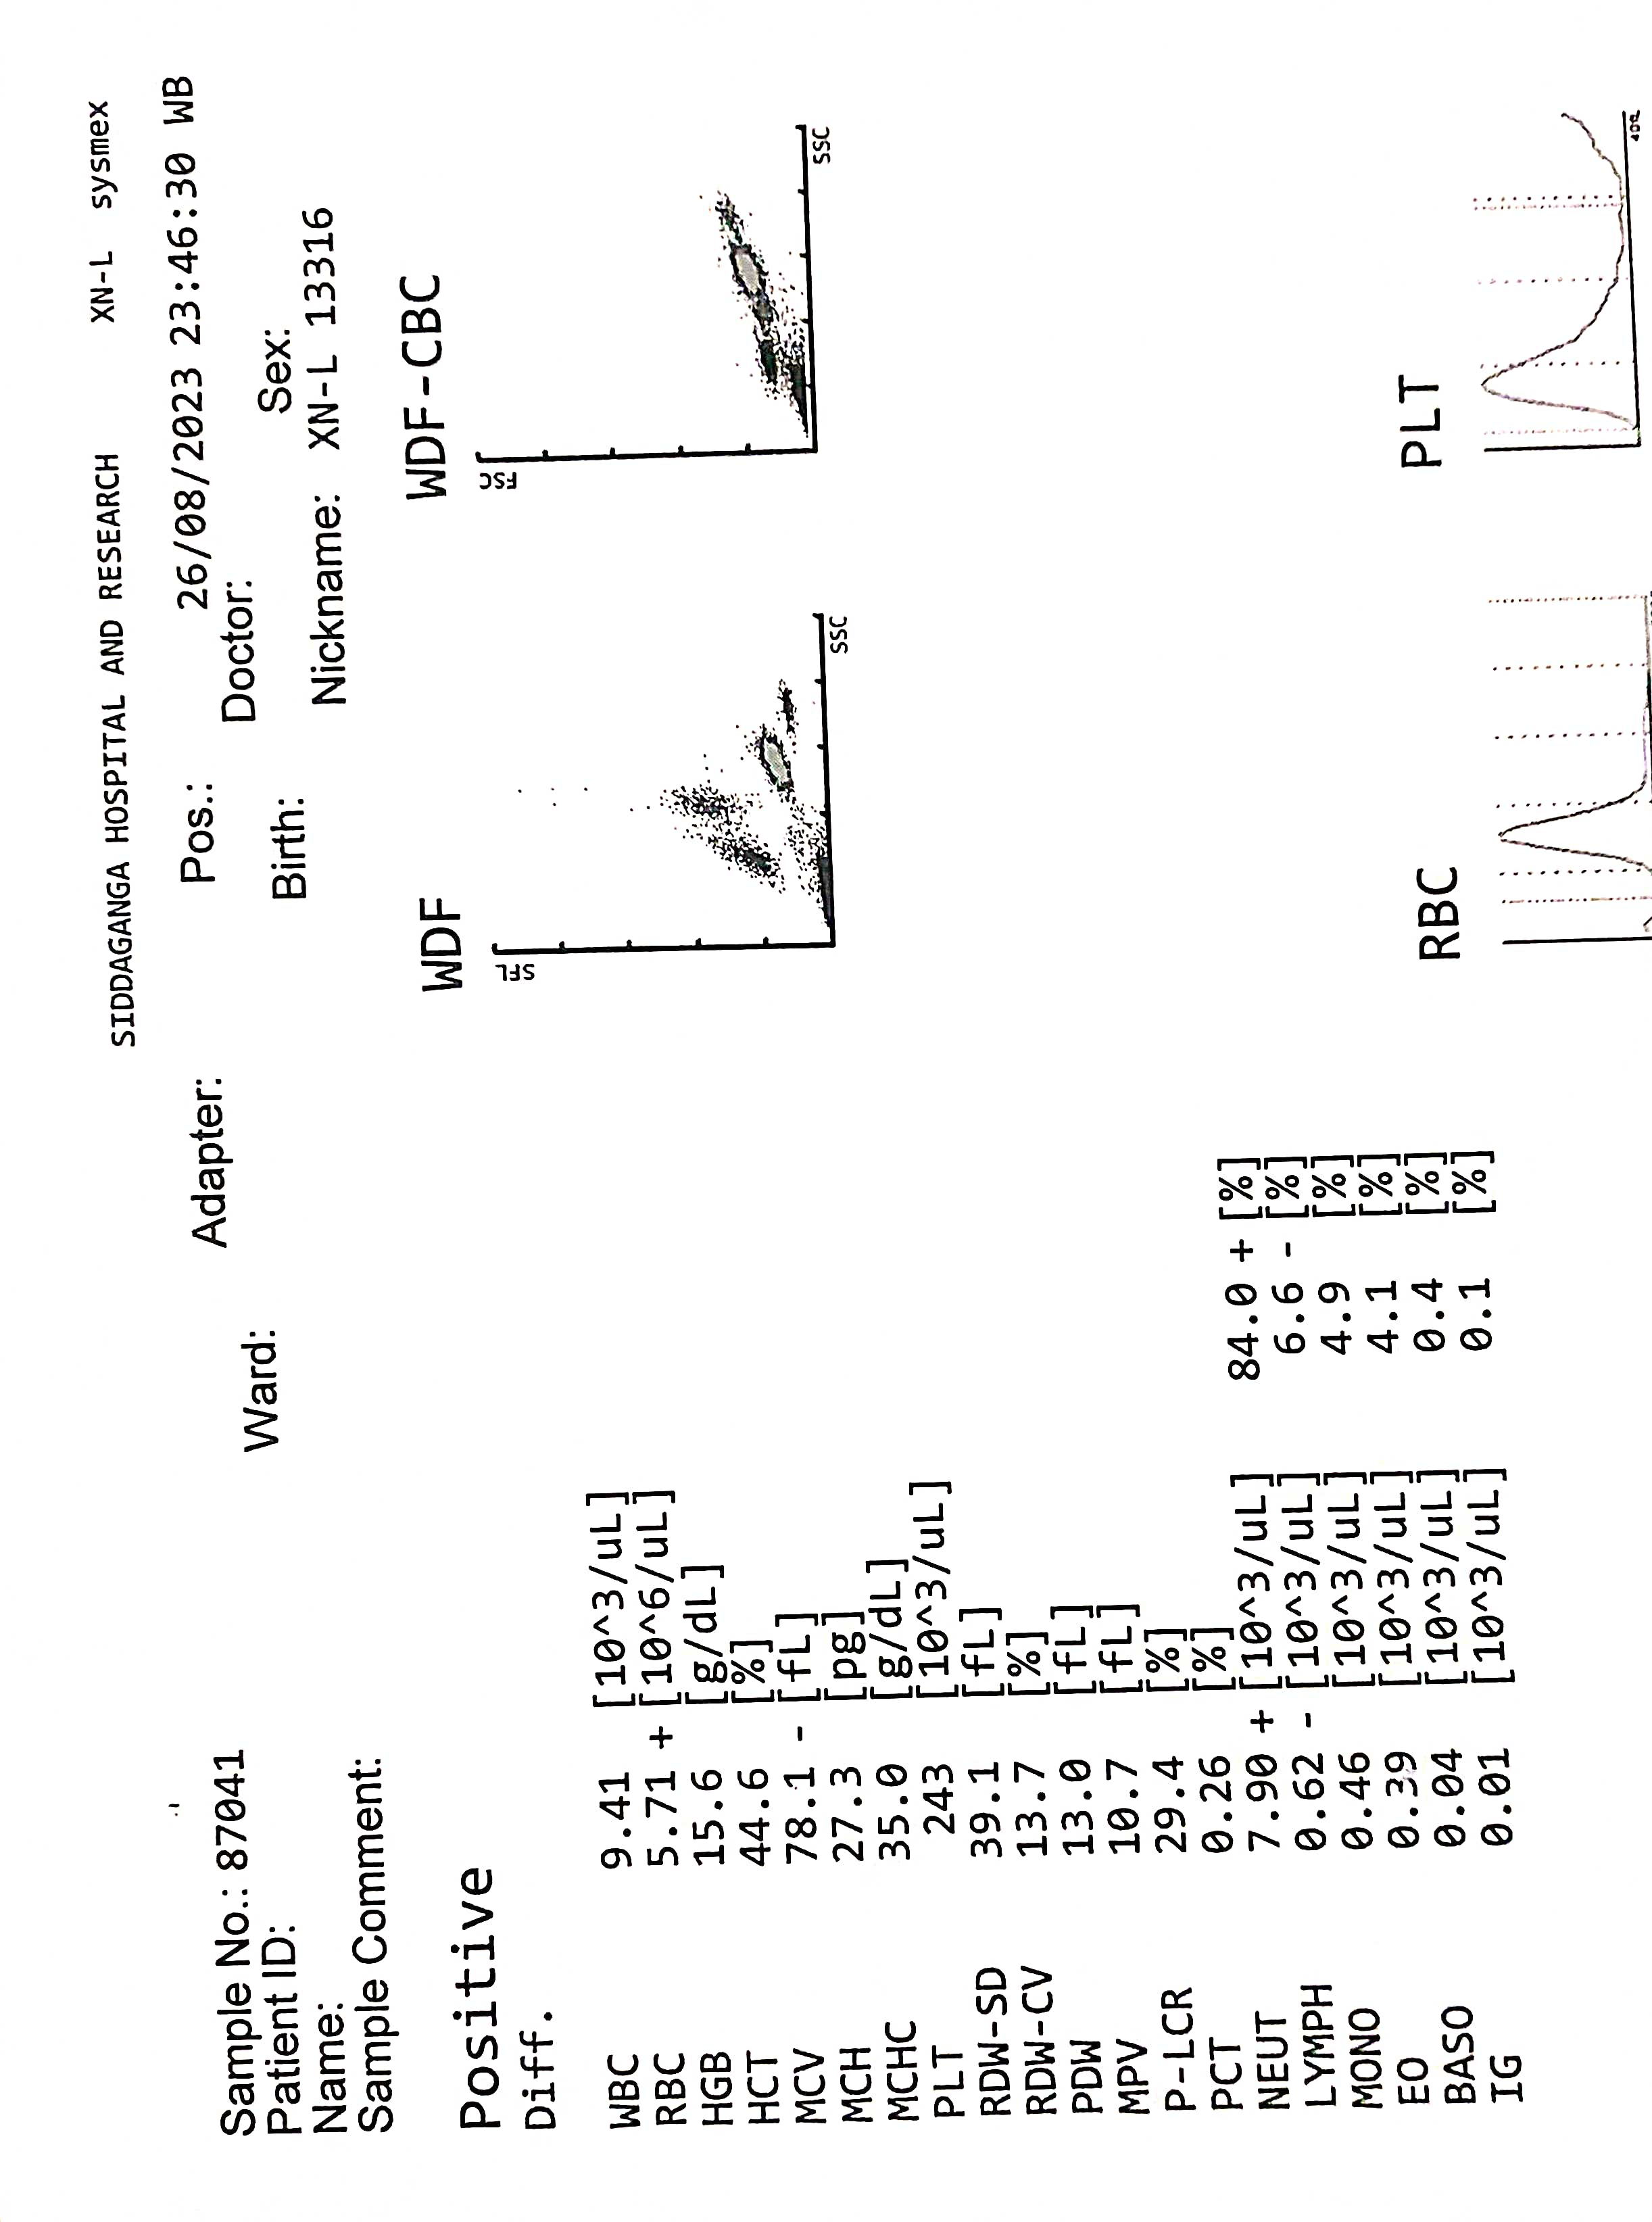 SIDDAGANGA HOSPITAL AND RESEARCH XN-L sysmex
Sample No.: 87041 Adapter: Pos.: 26/08/2023 23:46:30 WB
Patient ID: Ward: Doctor:
Name: Birth: Sex:
Sample Comment: Nickname: XN-L 13316
Positive
Diff.
WDF
SFL
SSC
WDF-CBC
FSC
SSC
WBC 9.41 [10^3/uL]
RBC 5.71 + [10^6/uL]
HGB 15.6 [g/dL]
HCT 44.6 [%]
MCV 78.1 - [fL]
MCH 27.3 [pg]
MCHC 35.0 [g/dL]
PLT 243 [10^3/uL]
RDW-SD 39.1 [fL]
RDW-CV 13.7 [%]
PDW 13.0 [fL]
MPV 10.7 [fL]
P-LCR 29.4 [%]
PCT 0.26 [%]
NEUT 7.90 + [10^3/uL] 84.0 + [%]
LYMPH 0.62 - [10^3/uL] 6.6 - [%]
MONO 0.46 [10^3/uL] 4.9 [%]
EO 0.39 [10^3/uL] 4.1 [%]
BASO 0.04 [10^3/uL] 0.4 [%]
IG 0.01 [10^3/uL] 0.1 [%]
RBC
PLT